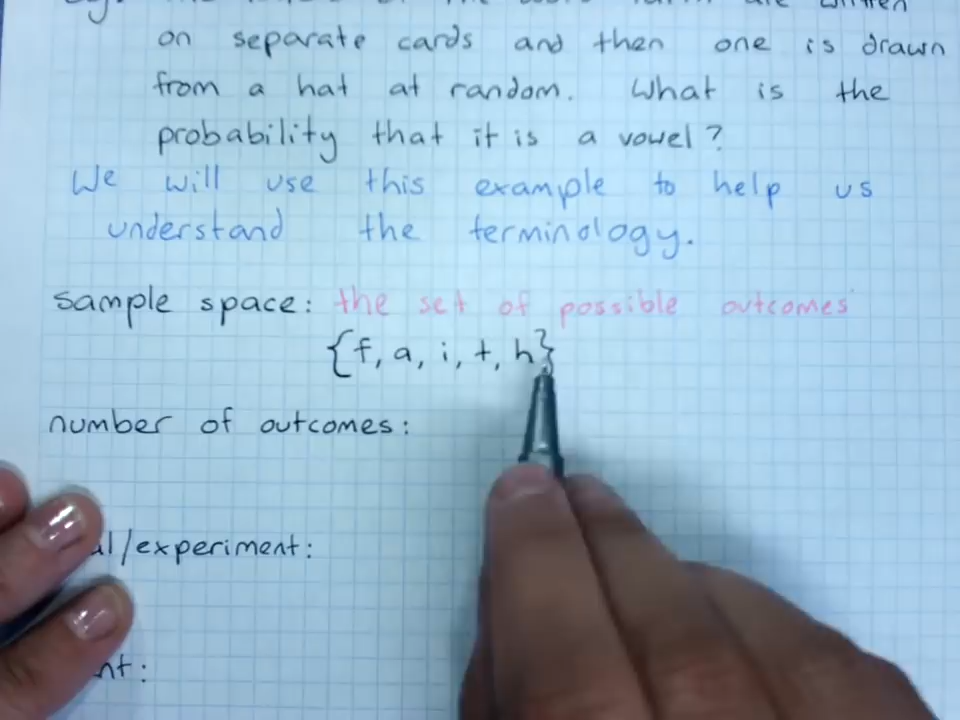 on separate cards and then one is drawn
from a hat at random. What is the
probability that it is a vowel?
We will use this example to help us
understand the terminology.
sample space: the set of possible outcomes
{f, a, i, t, h}
number of outcomes:
/experiment: